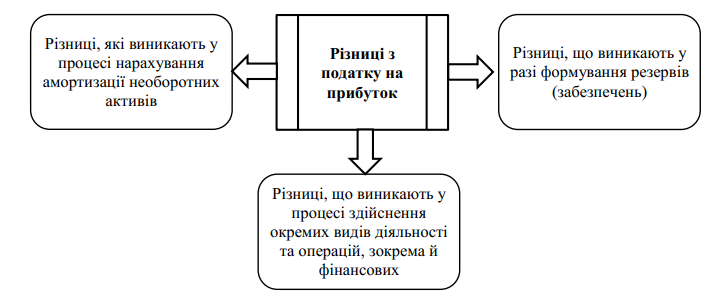 Різниці, які виникають у
процесі нарахування
амортизації необоротних
активів
Різниці з
податку на
прибуток
Різниці, що виникають у
разі формування резервів
(забезпечень)
Різниці, що виникають у
процесі здійснення
окремих видів діяльності
та операцій, зокрема й
фінансових